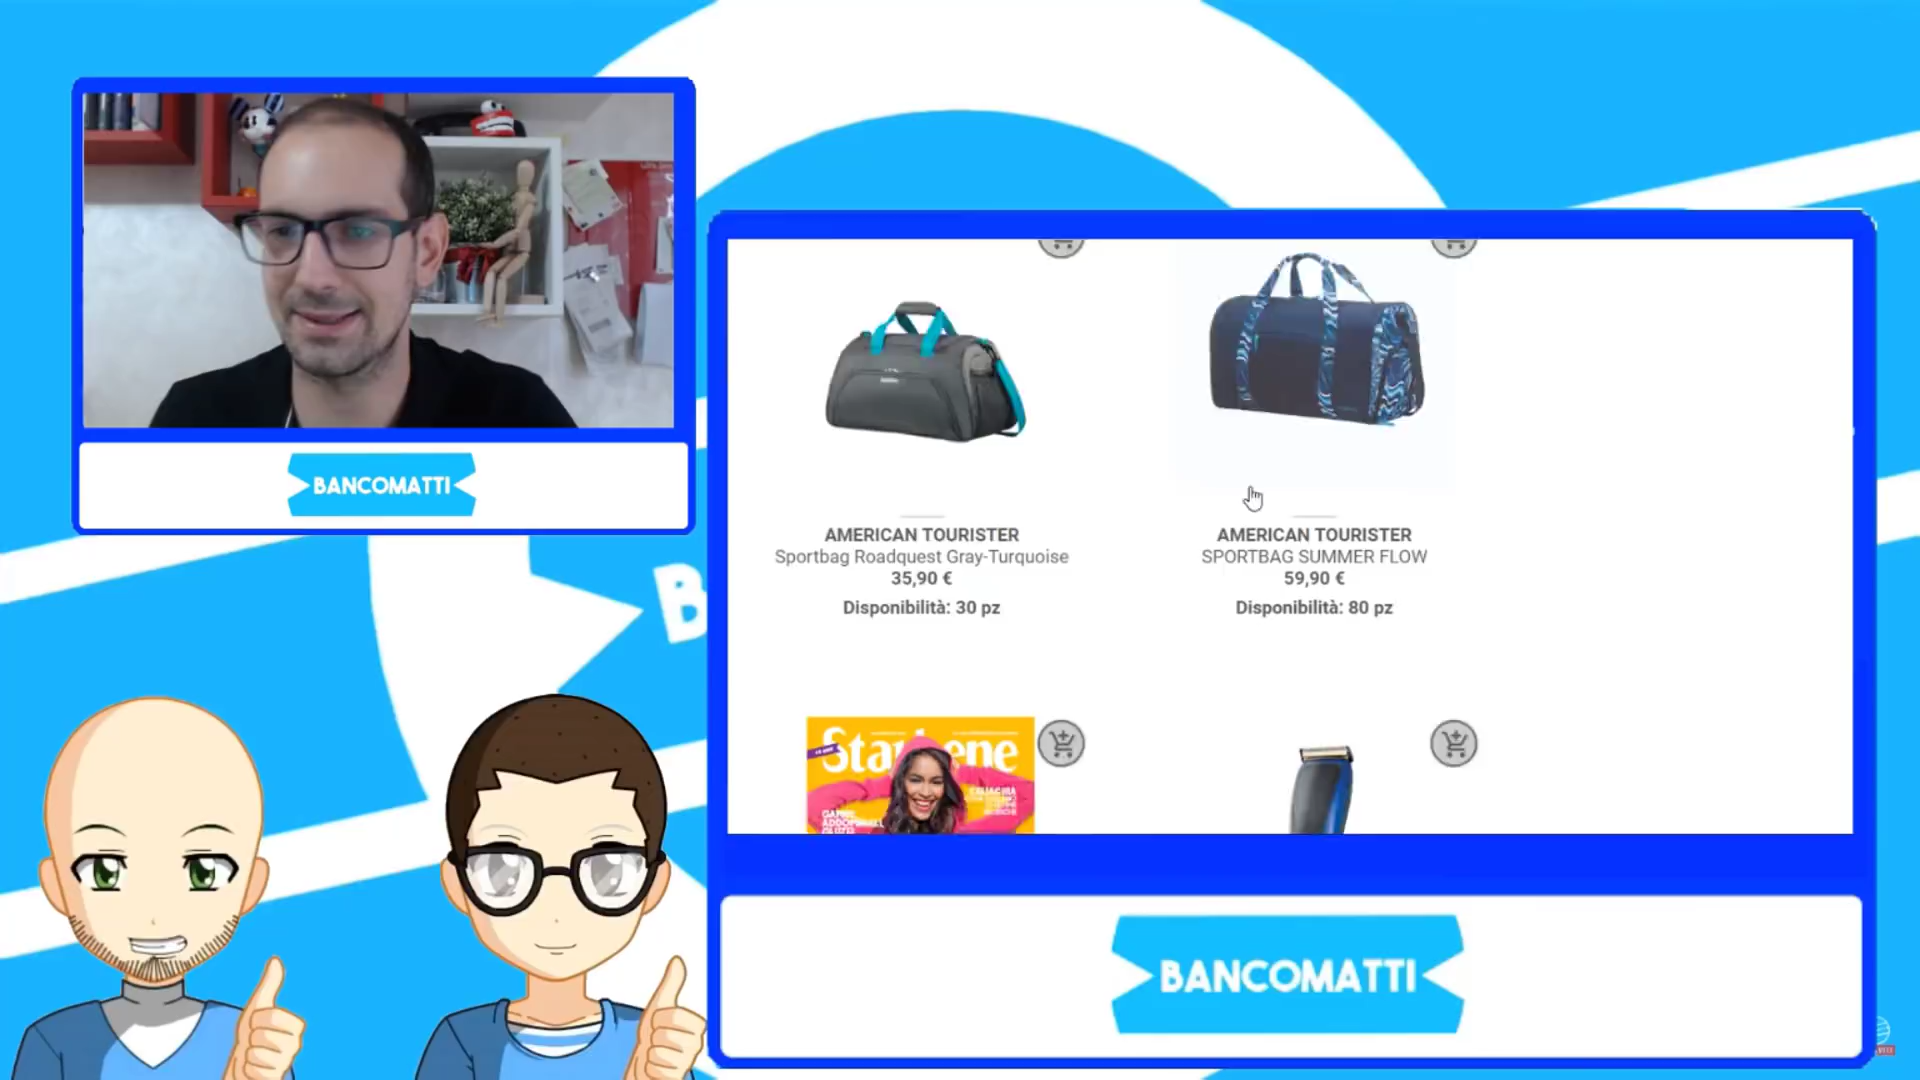 BANCOMATTI
B
AMERICAN TOURISTER
Sportbag Roadquest Gray-Turquoise
35,90 €
Disponibilità: 30 pz
AMERICAN TOURISTER
SPORTBAG SUMMER FLOW
59,90 €
Disponibilità: 80 pz
CELIACHIA
BANCOMATTI